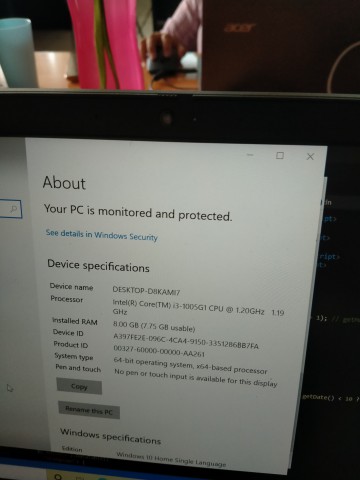 acer
About
Your PC is monitored and protected.
See details in Windows Security
Device specifications
Device name DESKTOP-D8KAMI7
Processor Intel(R) Core(TM) i3-1005G1 CPU @ 1.20GHz 1.19
GHz
Installed RAM 8.00 GB (7.75 GB usable)
Device ID A397FE2E-096C-4CA4-9150-3351286BB7FA
Product ID 00327-60000-00000-AA261
System type 64-bit operating system, x64-based processor
Pen and touch No pen or touch input is available for this display
Copy
Rename this PC
Windows specifications
Edition Windows 10 Home Single Language
getDate() + 10